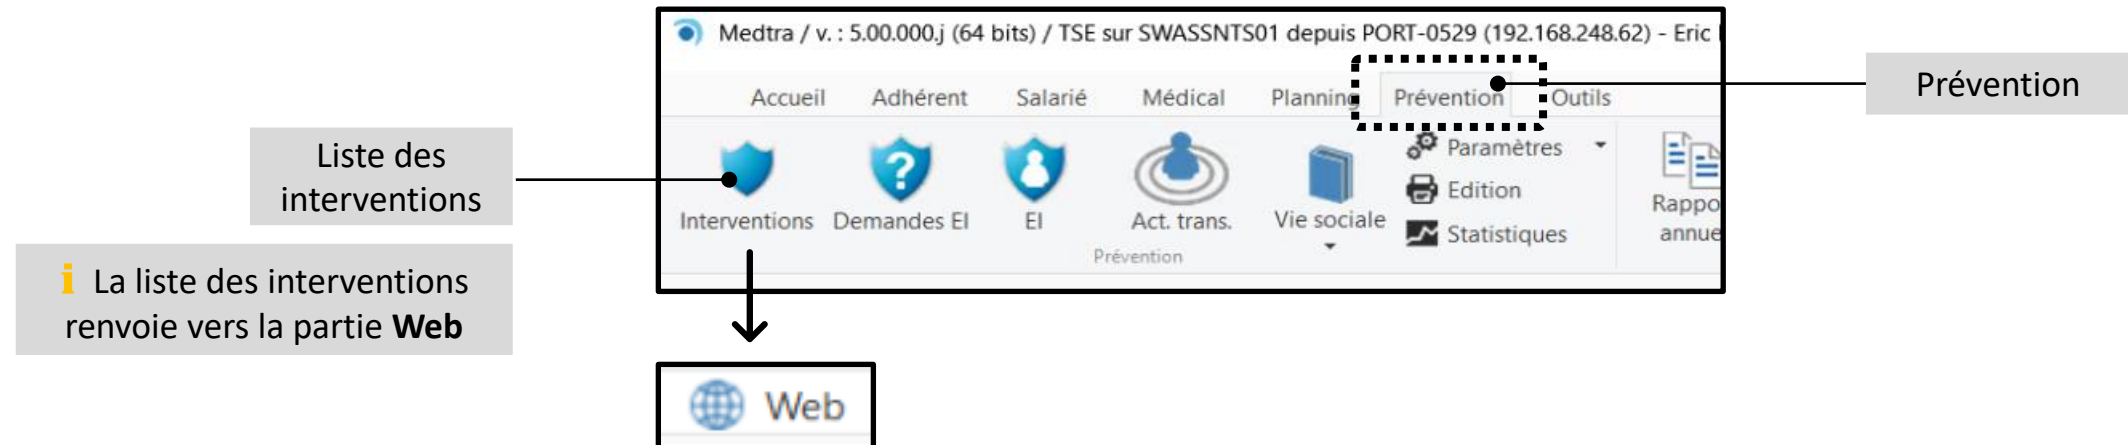 Medtra / v. : 5.00.000.j (64 bits) / TSE sur SWASSNTS01 depuis PORT-0529 (192.168.248.62) - Eric
Accueil Adhérent Salarié Médical Planning Prévention Outils
Prévention
Liste des
interventions
Interventions Demandes EI EI Act. trans. Vie sociale
Paramètres
Edition
Statistiques
Rappo
annue
Prévention
i La liste des interventions
renvoie vers la partie Web
Web